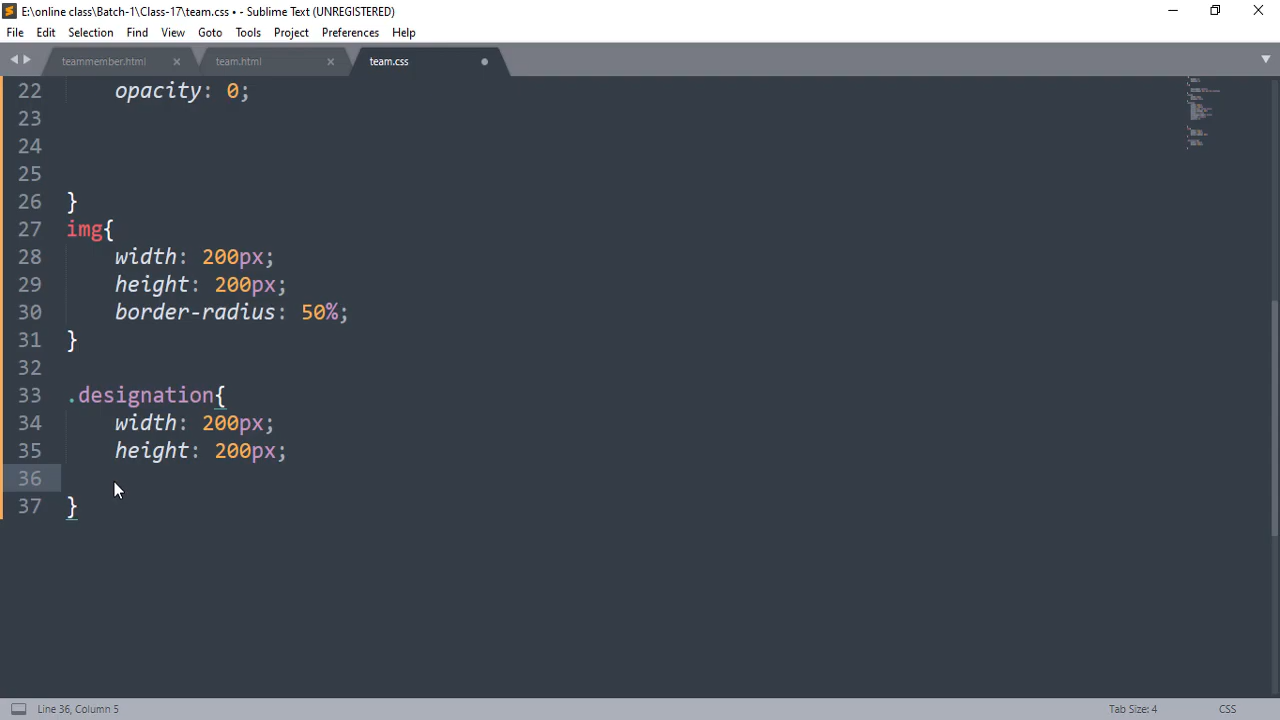 E:\online class\Batch-1\Class-17\team.css • - Sublime Text (UNREGISTERED)
File Edit Selection Find View Goto Tools Project Preferences Help
teammember.html team.html team.css
22 opacity: 0;
23
24
25
26 }
27 img{
28 width: 200px;
29 height: 200px;
30 border-radius: 50%;
31 }
32
33 .designation{
34 width: 200px;
35 height: 200px;
36
37 }
Line 36, Column 5 Tab Size: 4 CSS